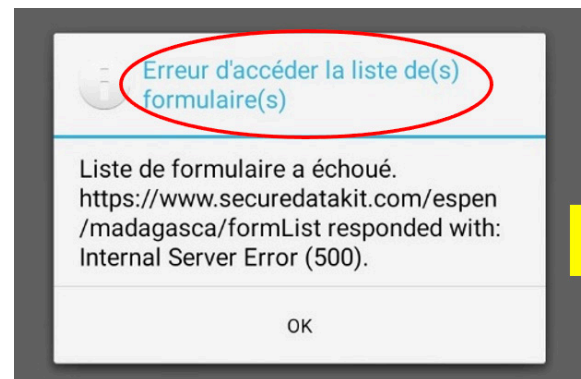 Erreur d'accéder la liste de(s)
formulaire(s)
Liste de formulaire a échoué.
https://www.securedatakit.com/espen
/madagasca/formList responded with:
Internal Server Error (500).
OK